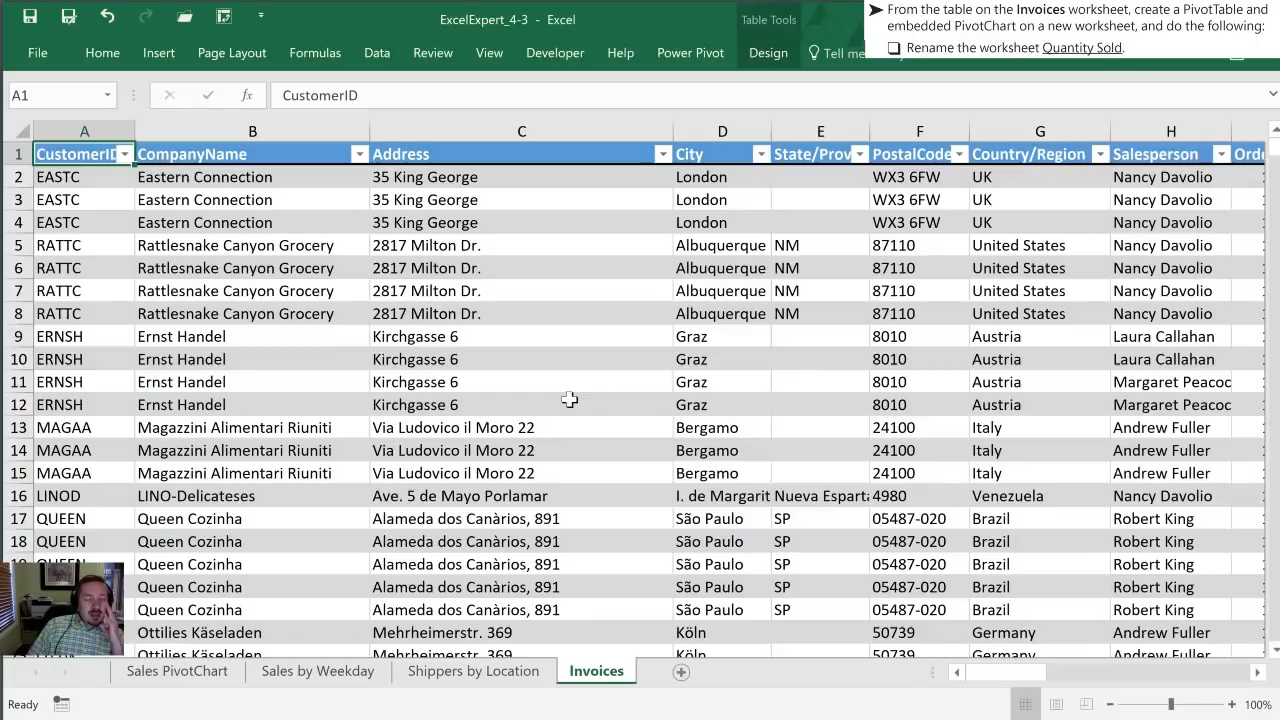 ExcelExpert_4-3 - Excel
Table Tools
➤ From the table on the Invoices worksheet, create a PivotTable and
embedded PivotChart on a new worksheet, and do the following:
❑ Rename the worksheet Quantity Sold.
File Home Insert Page Layout Formulas Data Review View Developer Help Power Pivot Design Tell me
A1 fx CustomerID
A B C D E F G H
1 CustomerID CompanyName Address City State/Prov PostalCode Country/Region Salesperson Orde
2 EASTC Eastern Connection 35 King George London WX3 6FW UK Nancy Davolio
3 EASTC Eastern Connection 35 King George London WX3 6FW UK Nancy Davolio
4 EASTC Eastern Connection 35 King George London WX3 6FW UK Nancy Davolio
5 RATTC Rattlesnake Canyon Grocery 2817 Milton Dr. Albuquerque NM 87110 United States Nancy Davolio
6 RATTC Rattlesnake Canyon Grocery 2817 Milton Dr. Albuquerque NM 87110 United States Nancy Davolio
7 RATTC Rattlesnake Canyon Grocery 2817 Milton Dr. Albuquerque NM 87110 United States Nancy Davolio
8 RATTC Rattlesnake Canyon Grocery 2817 Milton Dr. Albuquerque NM 87110 United States Nancy Davolio
9 ERNSH Ernst Handel Kirchgasse 6 Graz 8010 Austria Laura Callahan
10 ERNSH Ernst Handel Kirchgasse 6 Graz 8010 Austria Laura Callahan
11 ERNSH Ernst Handel Kirchgasse 6 Graz 8010 Austria Margaret Peacoc
12 ERNSH Ernst Handel Kirchgasse 6 Graz 8010 Austria Margaret Peacoc
13 MAGAA Magazzini Alimentari Riuniti Via Ludovico il Moro 22 Bergamo 24100 Italy Andrew Fuller
14 MAGAA Magazzini Alimentari Riuniti Via Ludovico il Moro 22 Bergamo 24100 Italy Andrew Fuller
15 MAGAA Magazzini Alimentari Riuniti Via Ludovico il Moro 22 Bergamo 24100 Italy Andrew Fuller
16 LINOD LINO-Delicateses Ave. 5 de Mayo Porlamar I. de Margarit Nueva Esparta 4980 Venezuela Nancy Davolio
17 QUEEN Queen Cozinha Alameda dos Canàrios, 891 São Paulo SP 05487-020 Brazil Robert King
18 QUEEN Queen Cozinha Alameda dos Canàrios, 891 São Paulo SP 05487-020 Brazil Robert King
Queen Cozinha Alameda dos Canàrios, 891 São Paulo SP 05487-020 Brazil Robert King
Queen Cozinha Alameda dos Canàrios, 891 São Paulo SP 05487-020 Brazil Robert King
Queen Cozinha Alameda dos Canàrios, 891 São Paulo SP 05487-020 Brazil Robert King
Ottilies Käseladen Mehrheimerstr. 369 Köln 50739 Germany Andrew Fuller
Ottilies Käseladen Mehrheimerstr. 369 Köln 50739 Germany Andrew Fuller
Sales PivotChart Sales by Weekday Shippers by Location Invoices
Ready 100%